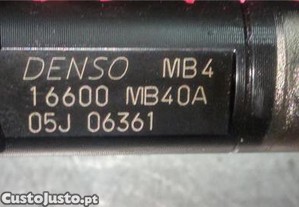 DENSO MB4
16600 MB40A
05J 06361
CustoJusto.pt